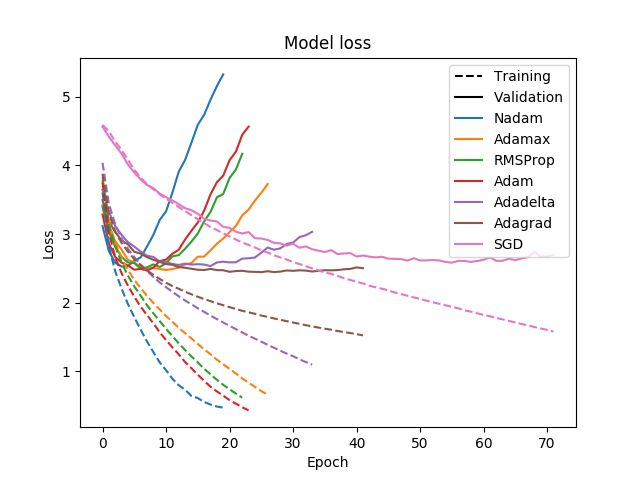 Model loss
Training
Validation
Nadam
Adamax
RMSProp
Adam
Adadelta
Adagrad
SGD
Loss
5
4
3
2
1
0
10
20
30
40
50
60
70
Epoch